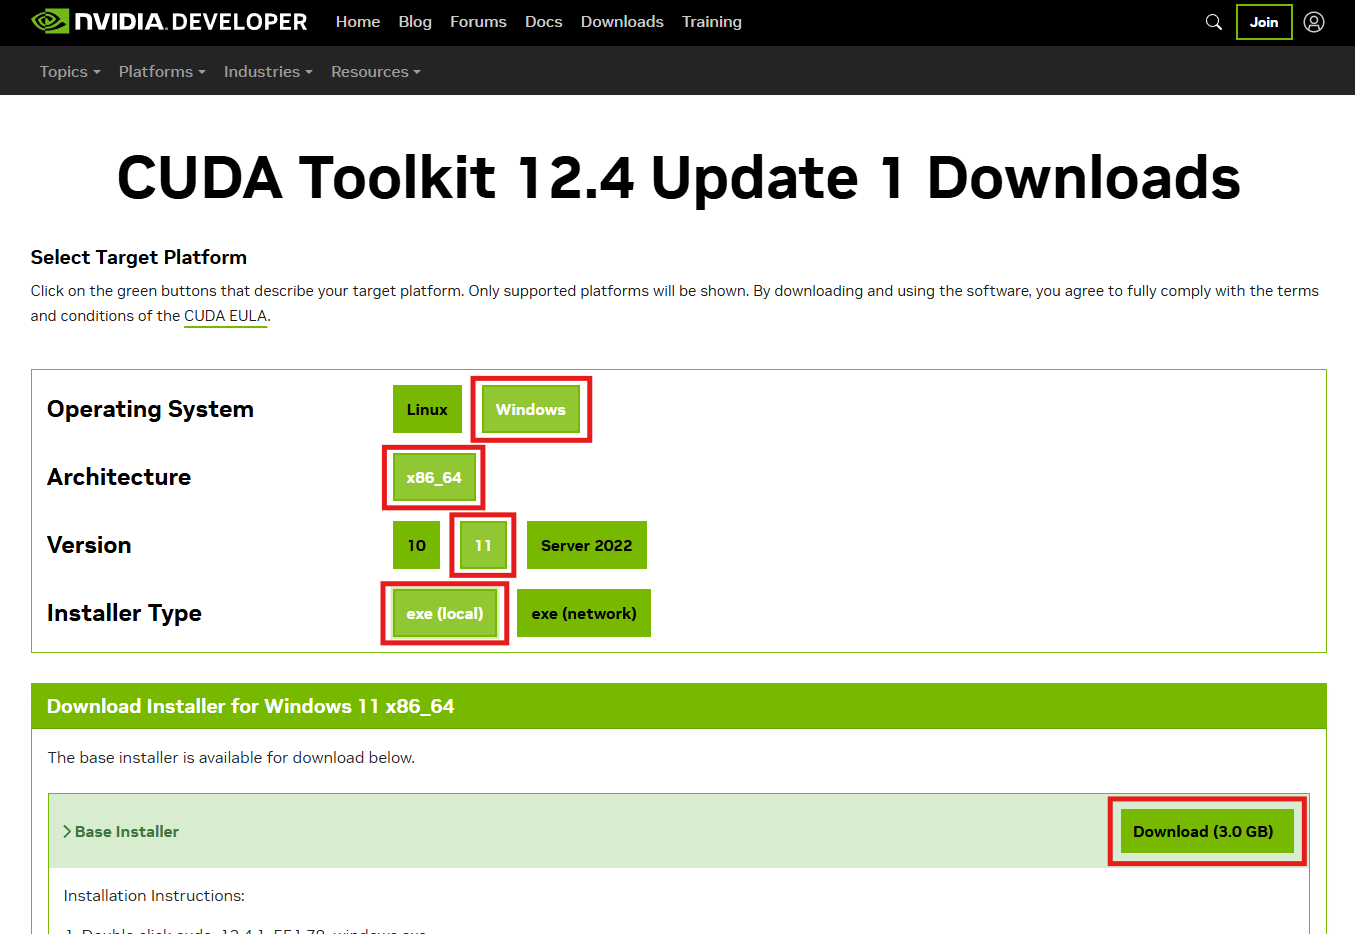 NVIDIA. DEVELOPER Home Blog Forums Docs Downloads Training Join
Topics Platforms Industries Resources
CUDA Toolkit 12.4 Update 1 Downloads
Select Target Platform
Click on the green buttons that describe your target platform. Only supported platforms will be shown. By downloading and using the software, you agree to fully comply with the terms
and conditions of the CUDA EULA.
Operating System Linux Windows
Architecture x86_64
Version 10 11 Server 2022
Installer Type exe (local) exe (network)
Download Installer for Windows 11 x86_64
The base installer is available for download below.
Base Installer Download (3.0 GB)
Installation Instructions: